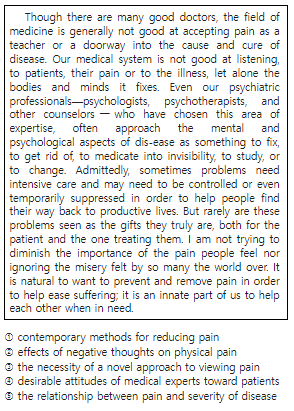 Though there are many good doctors, the field of
medicine is generally not good at accepting pain as a
teacher or a doorway into the cause and cure of
disease. Our medical system is not good at listening,
to patients, their pain or to the illness, let alone the
bodies and minds it fixes. Even our psychiatric
professionals—psychologists, psychotherapists, and
other counselors — who have chosen this area of
expertise, often approach the mental and
psychological aspects of dis-ease as something to fix,
to get rid of, to medicate into invisibility, to study, or
to change. Admittedly, sometimes problems need
intensive care and may need to be controlled or even
temporarily suppressed in order to help people find
their way back to productive lives. But rarely are these
problems seen as the gifts they truly are, both for the
patient and the one treating them. I am not trying to
diminish the importance of the pain people feel nor
ignoring the misery felt by so many the world over. It
is natural to want to prevent and remove pain in order
to help ease suffering; it is an innate part of us to help
each other when in need.
① contemporary methods for reducing pain
② effects of negative thoughts on physical pain
③ the necessity of a novel approach to viewing pain
④ desirable attitudes of medical experts toward patients
⑤ the relationship between pain and severity of disease